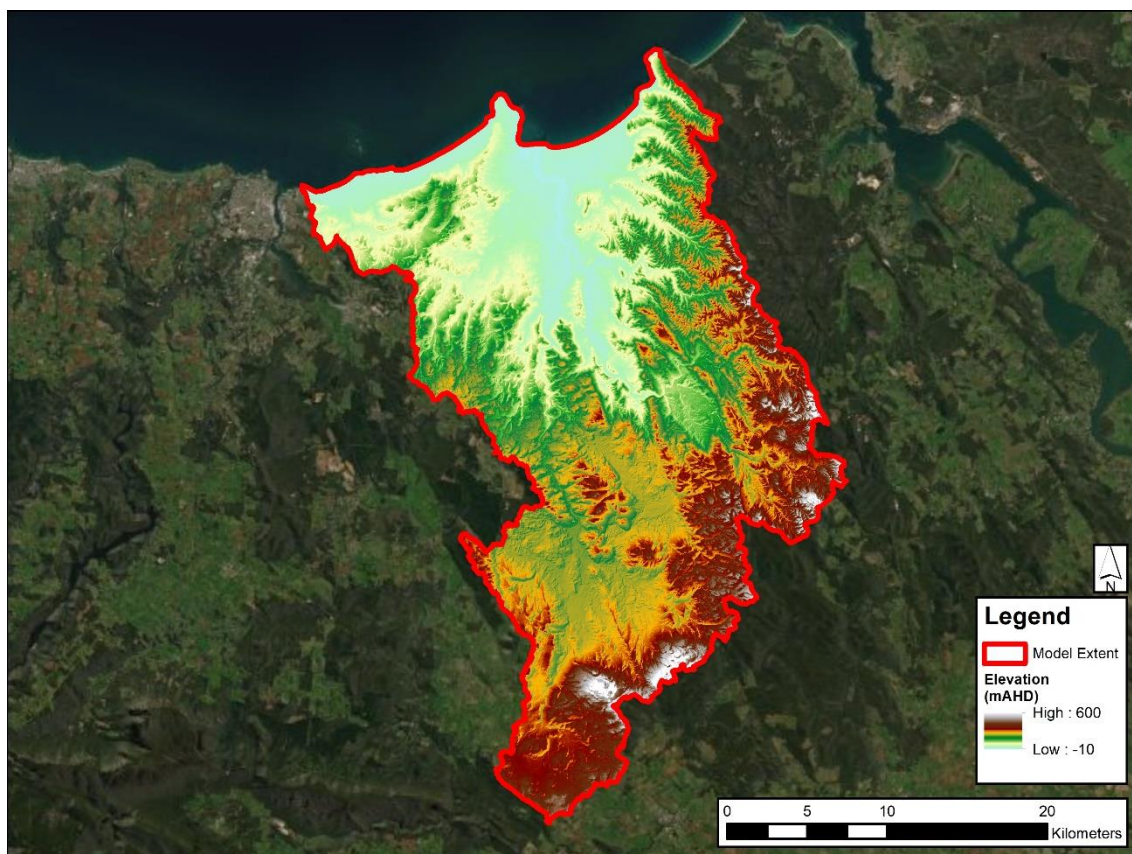 N
Legend
Model Extent
Elevation
(mAHD)
High : 600
Low : -10
0 5 10 20
Kilometers